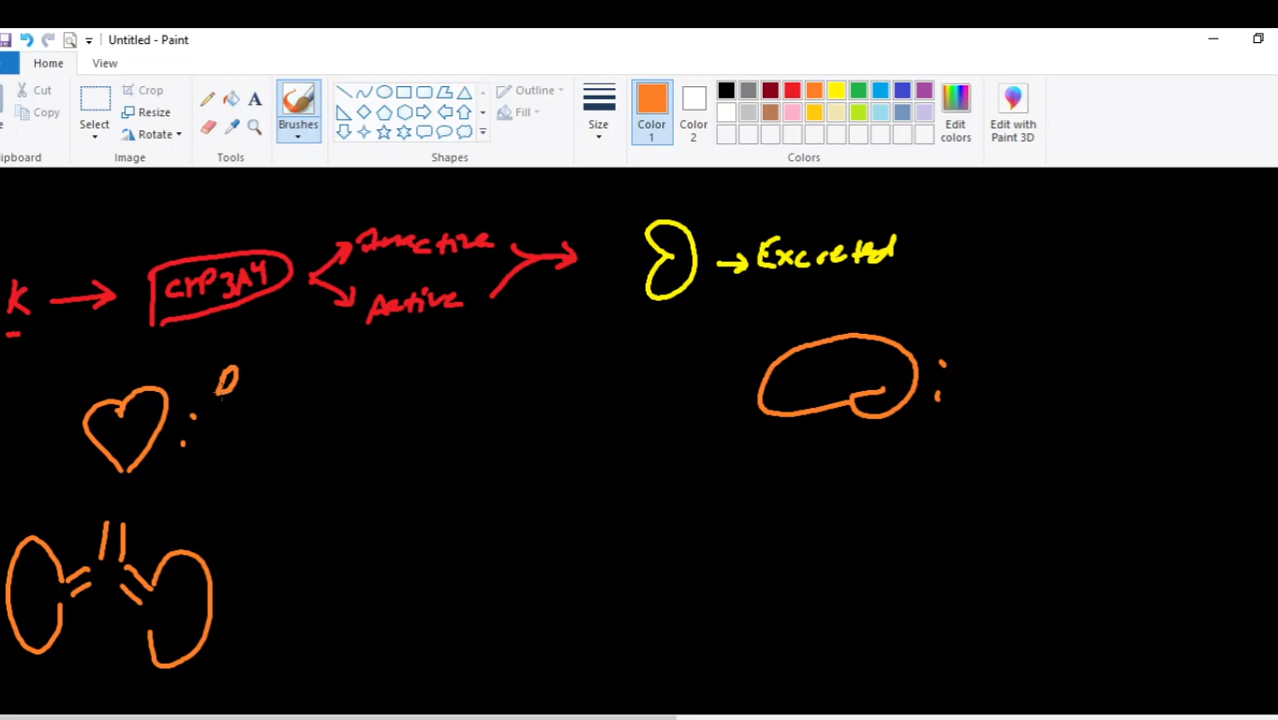 Untitled - Paint
Home View
Cut
Copy
Select
Crop
Resize
Rotate
Brushes
Outline
Fill
Size
Color 1
Color 2
Edit colors
Edit with Paint 3D
lipboard
Image
Tools
Shapes
Colors
K → CYP3A4 Inactive → Excreted
Active